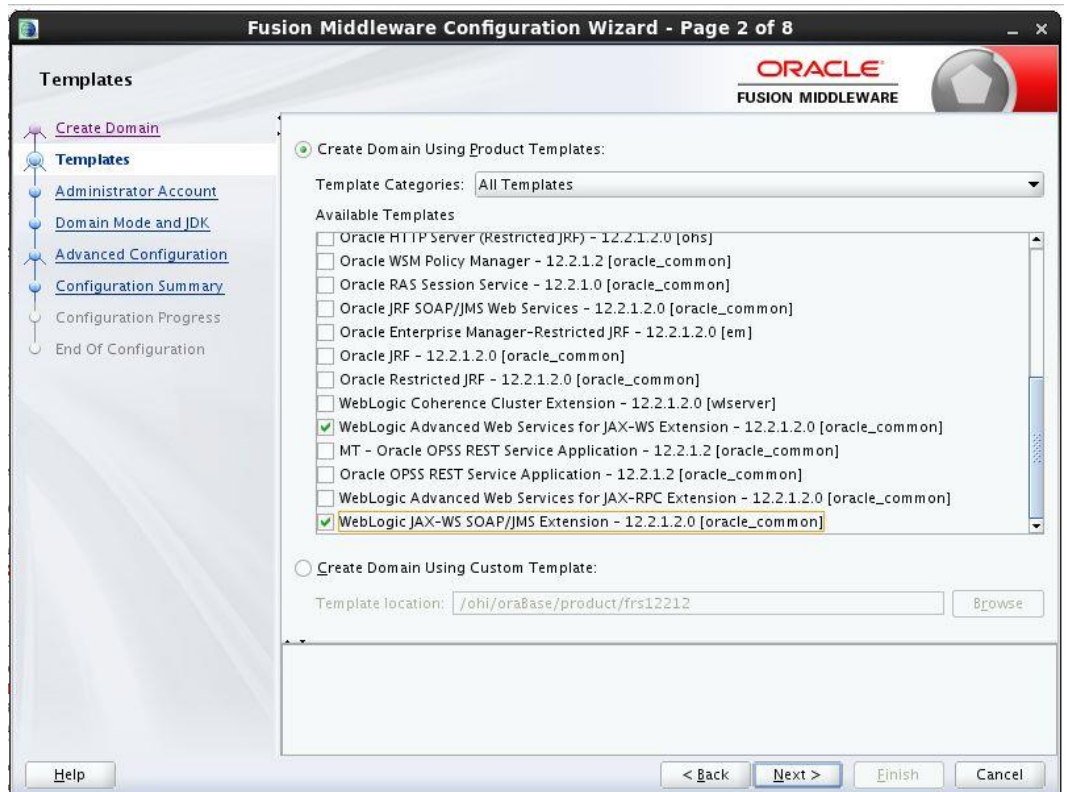 Fusion Middleware Configuration Wizard - Page 2 of 8
Templates
ORACLE
FUSION MIDDLEWARE
Create Domain
Templates
Administrator Account
Domain Mode and JDK
Advanced Configuration
Configuration Summary
Configuration Progress
End Of Configuration
Create Domain Using Product Templates:
Template Categories: All Templates
Available Templates
Oracle HTTP Server (Restricted JRF) - 12.2.1.2.0 [ohs]
Oracle WSM Policy Manager - 12.2.1.2 [oracle_common]
Oracle RAS Session Service - 12.2.1.0 [oracle_common]
Oracle JRF SOAP/JMS Web Services - 12.2.1.2.0 [oracle_common]
Oracle Enterprise Manager-Restricted JRF - 12.2.1.2.0 [em]
Oracle JRF - 12.2.1.2.0 [oracle_common]
Oracle Restricted JRF - 12.2.1.2.0 [oracle_common]
WebLogic Coherence Cluster Extension - 12.2.1.2.0 [wlserver]
WebLogic Advanced Web Services for JAX-WS Extension - 12.2.1.2.0 [oracle_common]
MT - Oracle OPSS REST Service Application - 12.2.1.2 [oracle_common]
Oracle OPSS REST Service Application - 12.2.1.2 [oracle_common]
WebLogic Advanced Web Services for JAX-RPC Extension - 12.2.1.2.0 [oracle_common]
WebLogic JAX-WS SOAP/JMS Extension - 12.2.1.2.0 [oracle_common]
Create Domain Using Custom Template:
Template location: /ohi/oraBase/product/frs12212 Browse
Help < Back Next > Finish Cancel